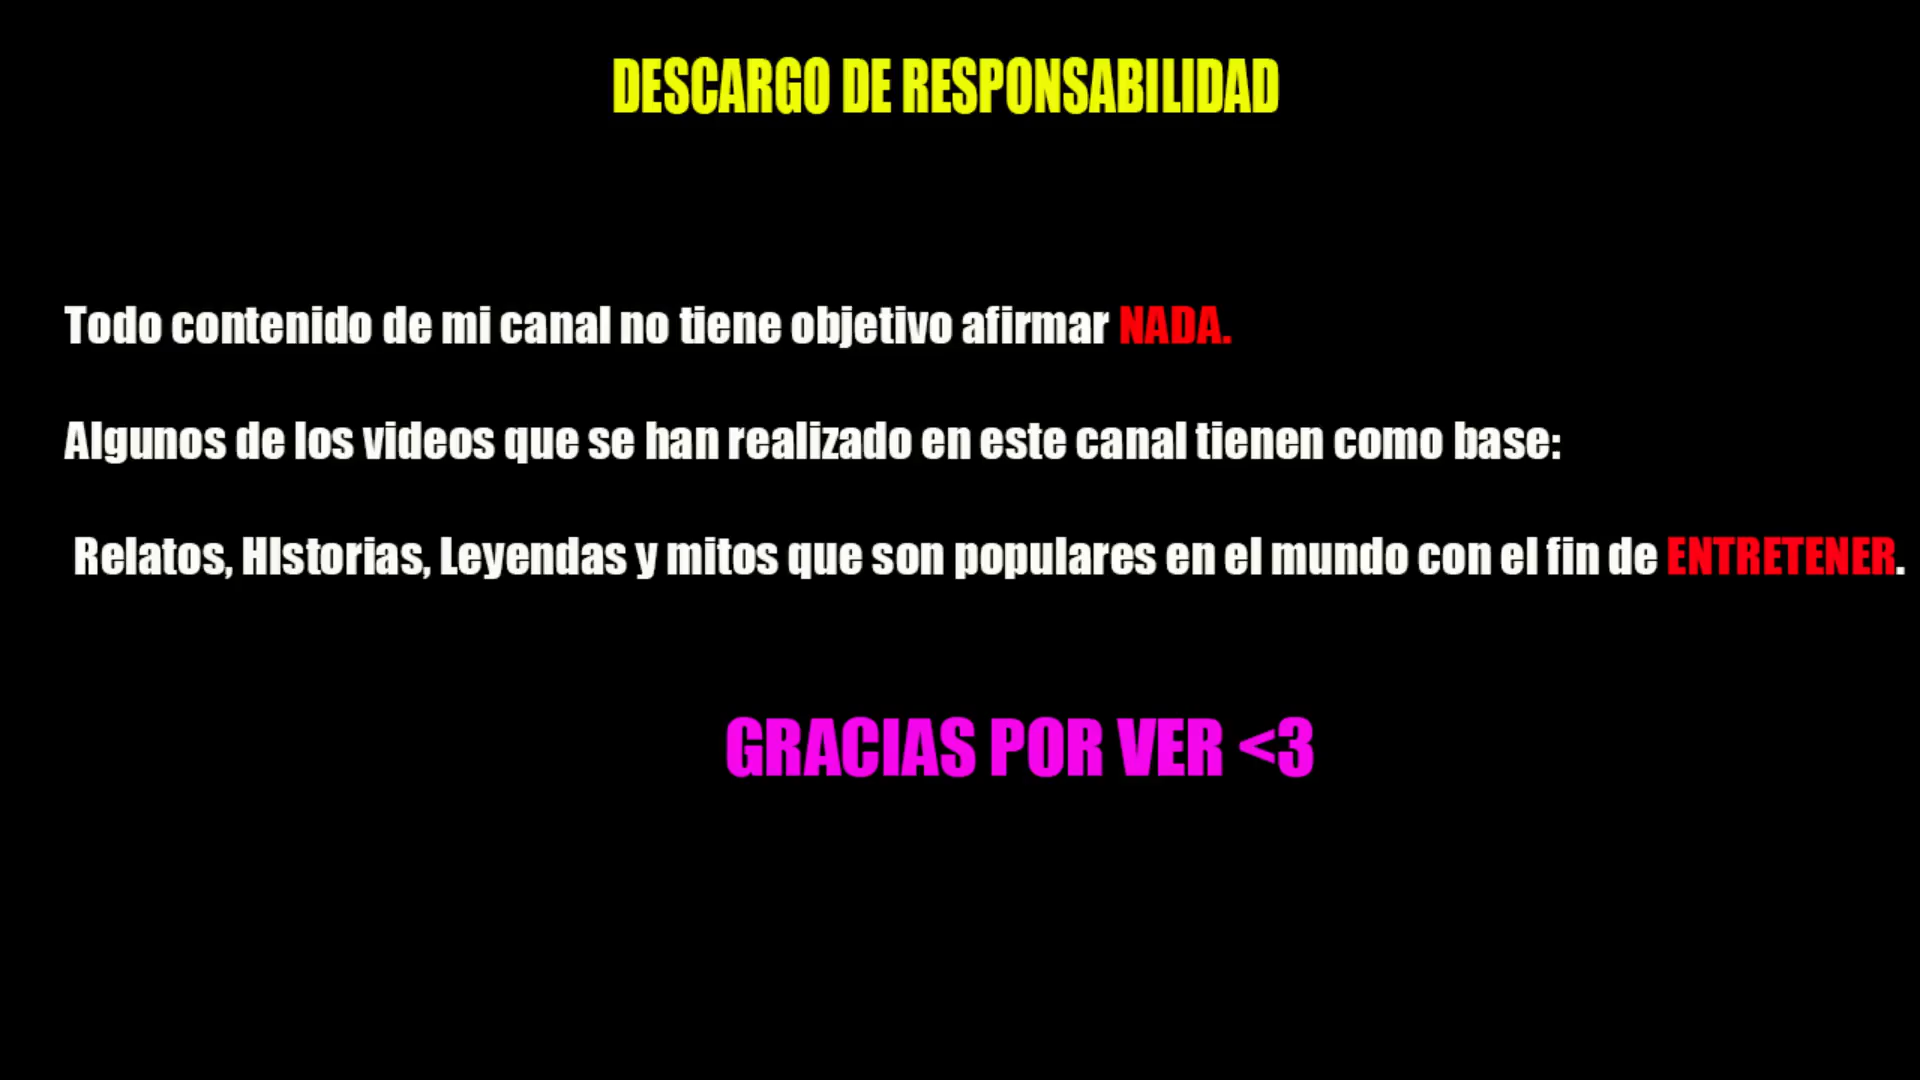 DESCARGO DE RESPONSABILIDAD
Todo contenido de mi canal no tiene objetivo afirmar NADA.
Algunos de los videos que se han realizado en este canal tienen como base:
Relatos, HIstorias, Leyendas y mitos que son populares en el mundo con el fin de ENTRETENER.
GRACIAS POR VER <3